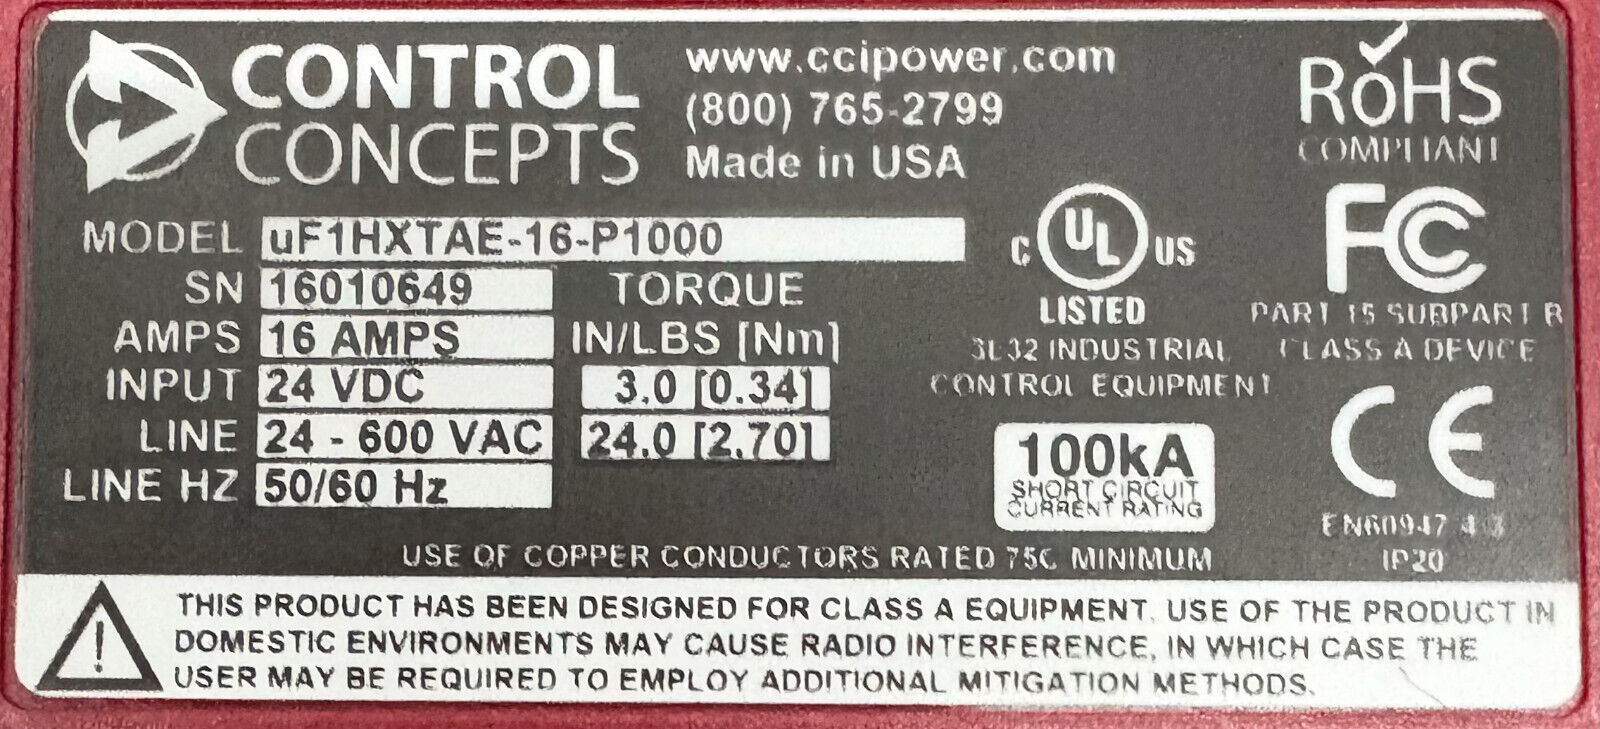 CONTROL
CONCEPTS
www.ccipower.com
(800) 765-2799
Made in USA
RoHS
COMPLIANT
MODEL uF1HXTAE-16-P1000
SN 16010649
AMPS 16 AMPS
INPUT 24 VDC
LINE 24 - 600 VAC
LINE HZ 50/60 Hz
TORQUE
IN/LBS [Nm]
3.0 [0.34]
24.0 [2.70]
C UL US
LISTED
3L32 INDUSTRIAL
CONTROL EQUIPMENT
100kA
SHORT CIRCUIT
CURRENT RATING
FC
PART 15 SUBPART B
CLASS A DEVICE
CE
EN60947-4-3
IP20
USE OF COPPER CONDUCTORS RATED 75C MINIMUM
THIS PRODUCT HAS BEEN DESIGNED FOR CLASS A EQUIPMENT. USE OF THE PRODUCT IN
DOMESTIC ENVIRONMENTS MAY CAUSE RADIO INTERFERENCE, IN WHICH CASE THE
USER MAY BE REQUIRED TO EMPLOY ADDITIONAL MITIGATION METHODS.